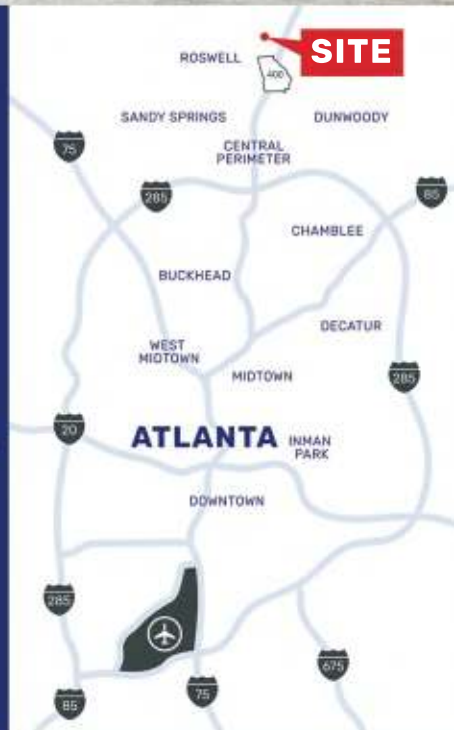 SITE
ROSWELL
400
SANDY SPRINGS
DUNWOODY
75
CENTRAL
PERIMETER
285
85
CHAMBLEE
BUCKHEAD
DECATUR
WEST
MIDTOWN
MIDTOWN
285
20
ATLANTA
INMAN
PARK
DOWNTOWN
285
675
85
75